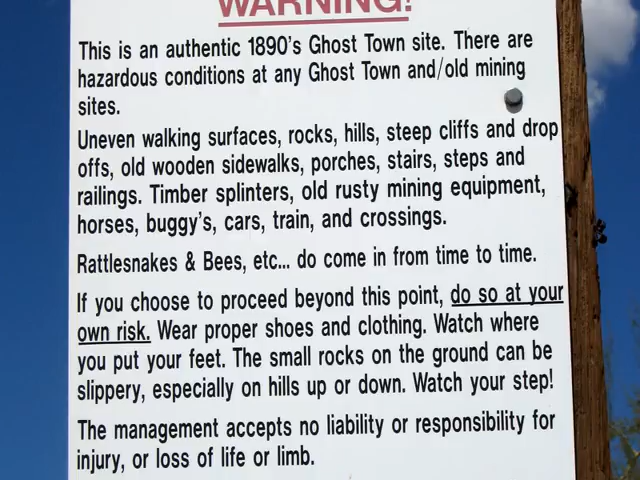 WARNING!
This is an authentic 1890's Ghost Town site. There are
hazardous conditions at any Ghost Town and/old mining
sites.
Uneven walking surfaces, rocks, hills, steep cliffs and drop
offs, old wooden sidewalks, porches, stairs, steps and
railings. Timber splinters, old rusty mining equipment,
horses, buggy's, cars, train, and crossings.
Rattlesnakes & Bees, etc... do come in from time to time.
If you choose to proceed beyond this point, do so at your
own risk. Wear proper shoes and clothing. Watch where
you put your feet. The small rocks on the ground can be
slippery, especially on hills up or down. Watch your step!
The management accepts no liability or responsibility for
injury, or loss of life or limb.